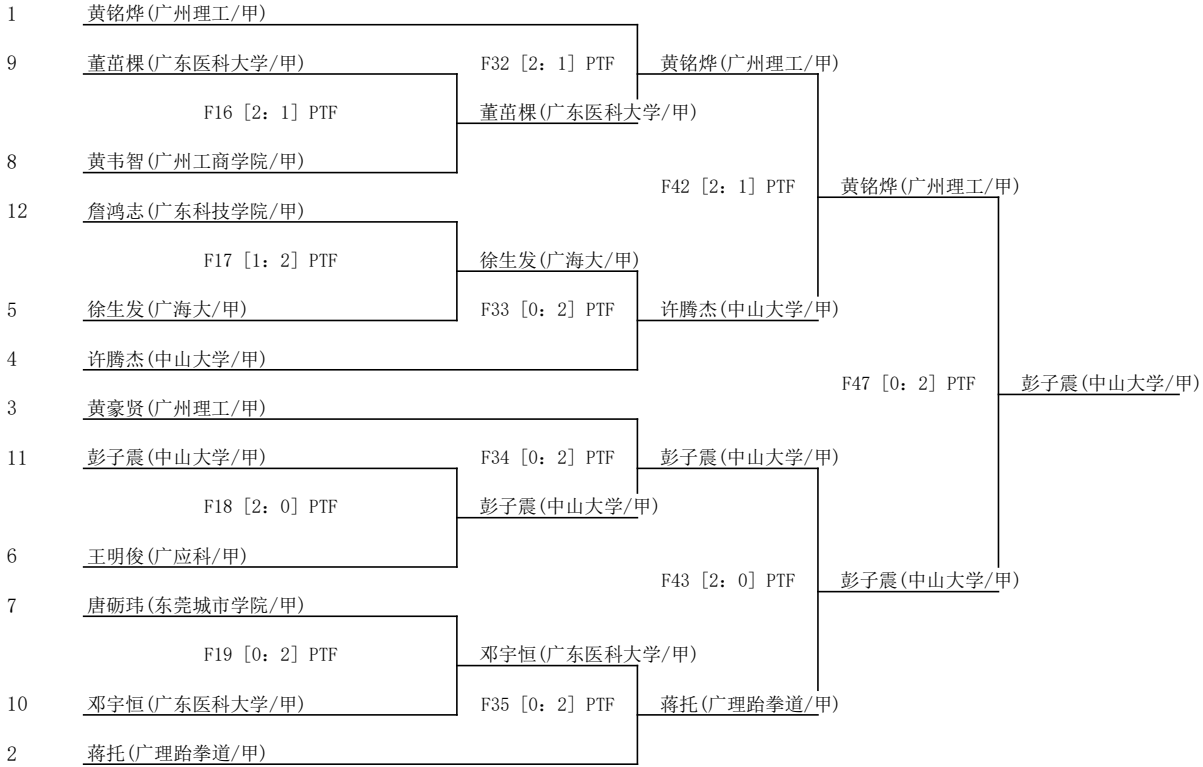 1 黄铭烨(广州理工/甲)
9 董茁棵(广东医科大学/甲) F32 [2: 1] PTF 黄铭烨(广州理工/甲)
F16 [2: 1] PTF 董茁棵(广东医科大学/甲)
8 黄韦智(广州工商学院/甲)
F42 [2: 1] PTF 黄铭烨(广州理工/甲)
12 詹鸿志(广东科技学院/甲)
F17 [1: 2] PTF 徐生发(广海大/甲)
5 徐生发(广海大/甲) F33 [0: 2] PTF 许腾杰(中山大学/甲)
4 许腾杰(中山大学/甲)
F47 [0: 2] PTF 彭子震(中山大学/甲)
3 黄豪贤(广州理工/甲)
11 彭子震(中山大学/甲) F34 [0: 2] PTF 彭子震(中山大学/甲)
F18 [2: 0] PTF 彭子震(中山大学/甲)
6 王明俊(广应科/甲)
F43 [2: 0] PTF 彭子震(中山大学/甲)
7 唐砺玮(东莞城市学院/甲)
F19 [0: 2] PTF 邓宇恒(广东医科大学/甲)
10 邓宇恒(广东医科大学/甲) F35 [0: 2] PTF 蒋托(广理跆拳道/甲)
2 蒋托(广理跆拳道/甲)